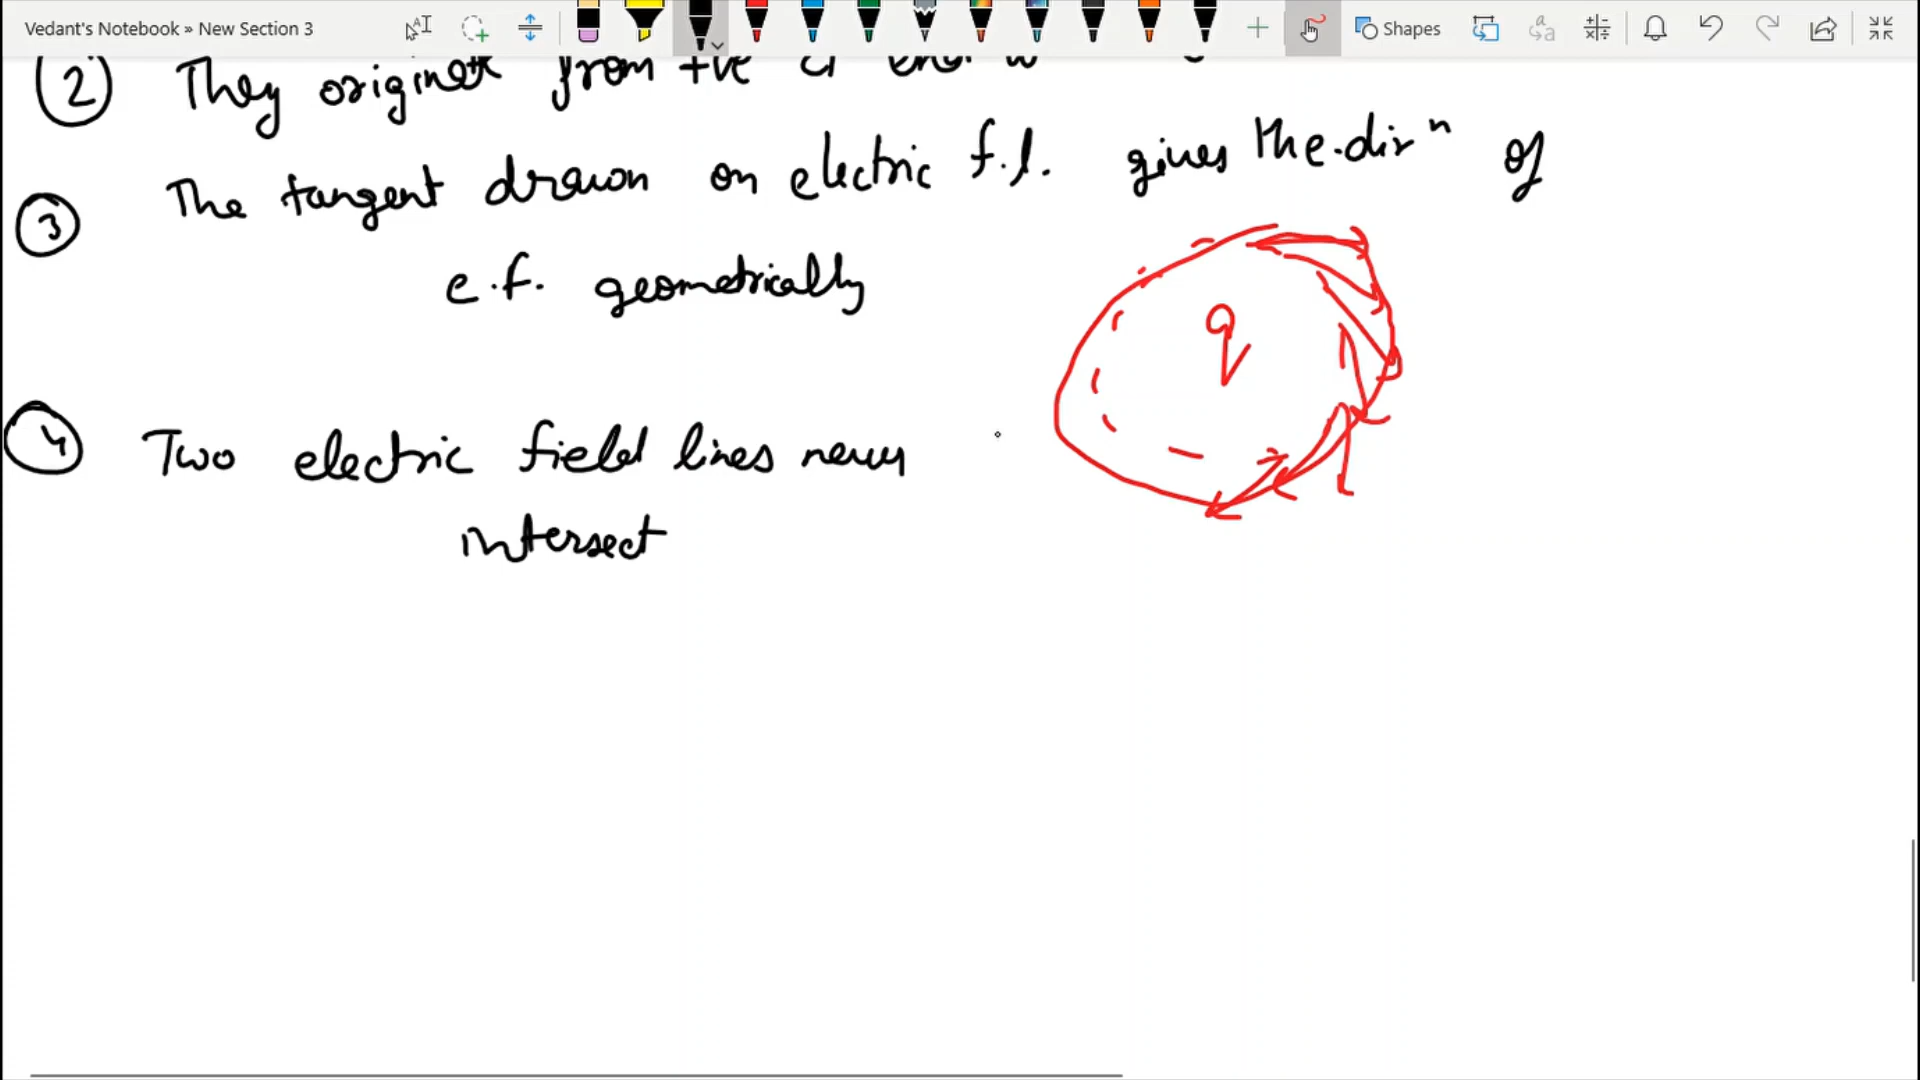 Vedant's Notebook » New Section 3
Shapes
② They originate from +ve
③ The tangent drawn on electric f.l. gives the dirⁿ of
e.f. geometrically
q
④ Two electric field lines never
intersect